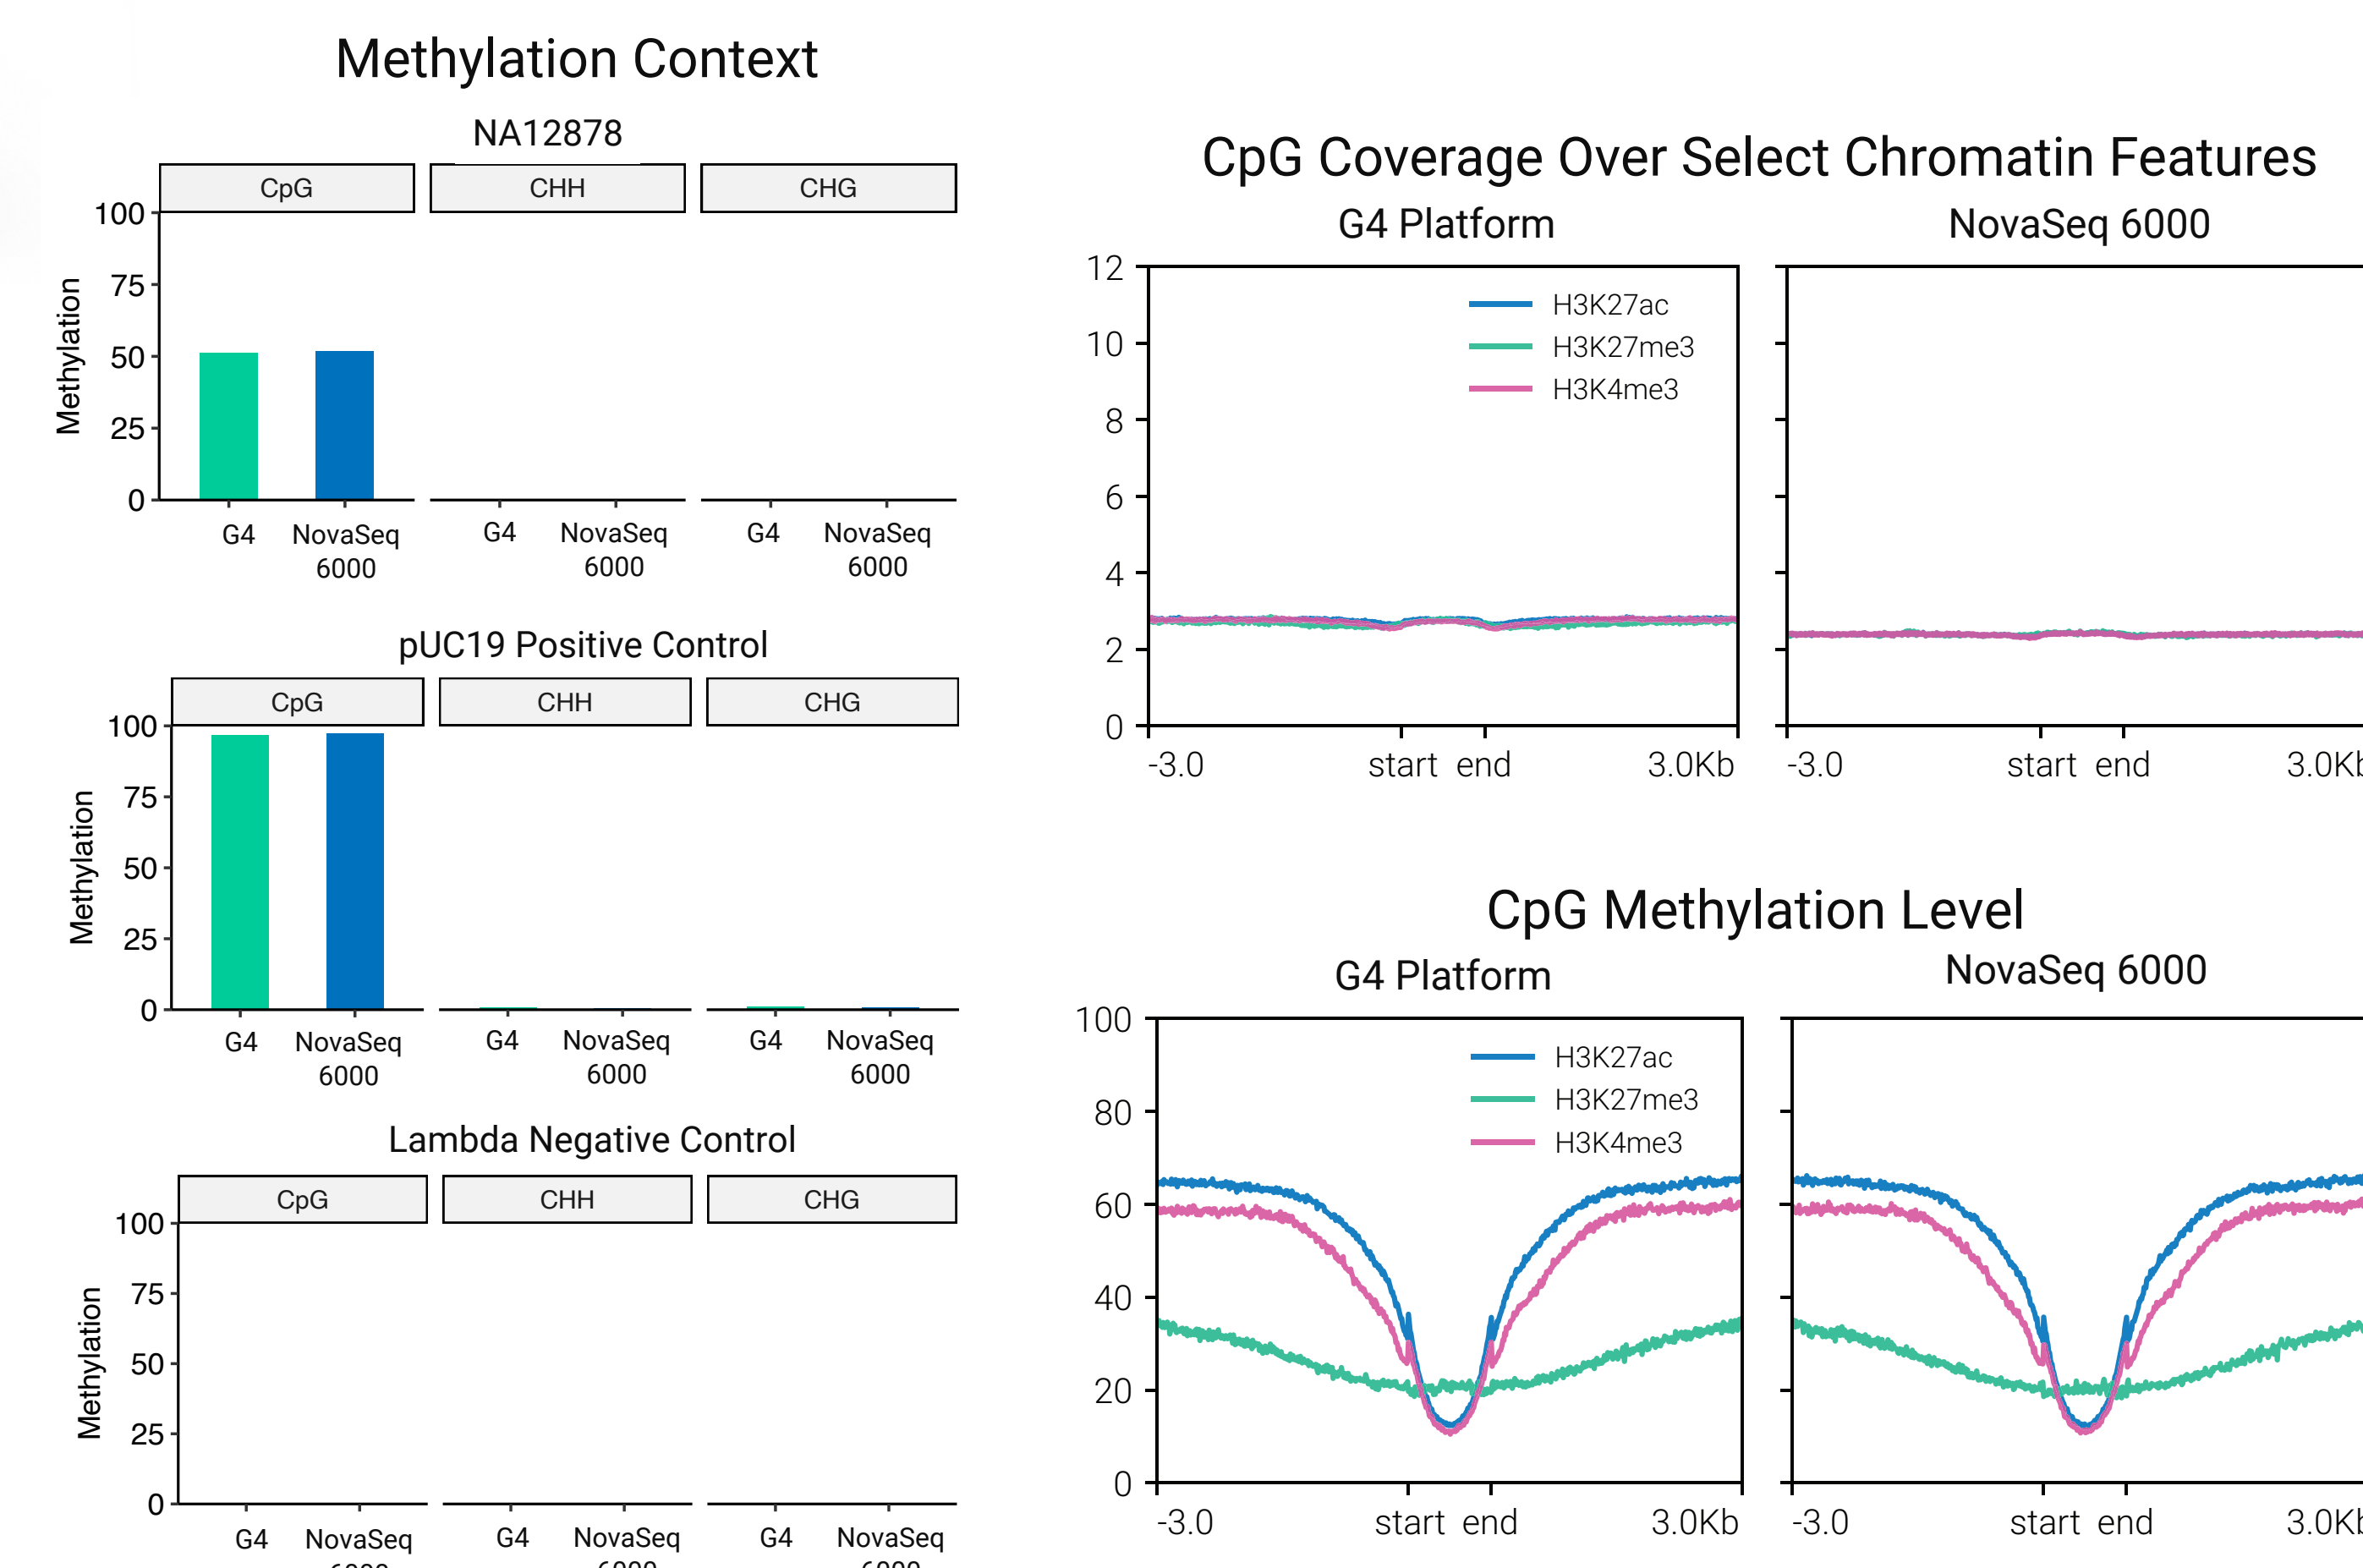 Methylation Context
NA12878
CpG
CHH
CHG
100
75
50
25
0
Methylation
G4
NovaSeq
6000
G4
NovaSeq
6000
G4
NovaSeq
6000
pUC19 Positive Control
CpG
CHH
CHG
100
75
50
25
0
Methylation
G4
NovaSeq
6000
G4
NovaSeq
6000
G4
NovaSeq
6000
Lambda Negative Control
CpG
CHH
CHG
100
75
50
25
0
Methylation
G4
NovaSeq
G4
NovaSeq
G4
NovaSeq
CpG Coverage Over Select Chromatin Features
G4 Platform
12
10
8
6
4
2
0
H3K27ac
H3K27me3
H3K4me3
-3.0
start
end
3.0Kb
NovaSeq 6000
-3.0
start
end
3.0Kb
CpG Methylation Level
G4 Platform
100
80
60
40
20
0
H3K27ac
H3K27me3
H3K4me3
-3.0
start
end
3.0Kb
NovaSeq 6000
-3.0
start
end
3.0Kb